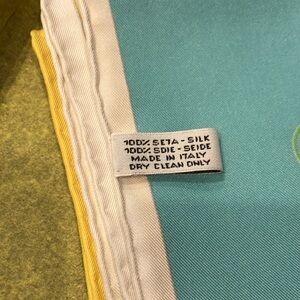 100% SETA - SILK
100% SOIE - SEIDE
MADE IN ITALY
DRY CLEAN ONLY